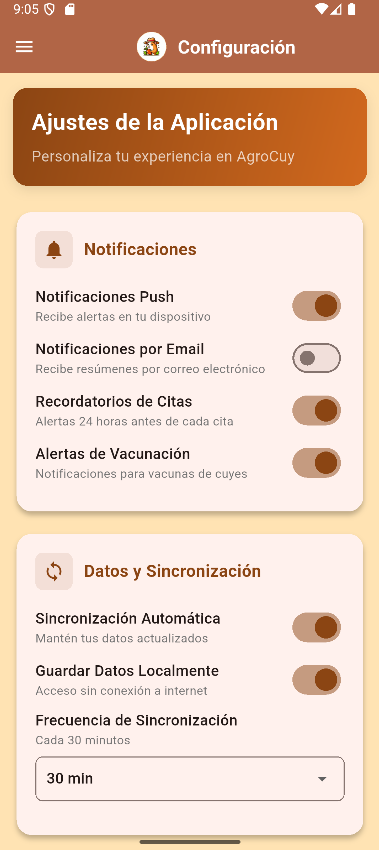 9:05
Configuración
Ajustes de la Aplicación
Personaliza tu experiencia en AgroCuy
Notificaciones
Notificaciones Push
Recibe alertas en tu dispositivo
Notificaciones por Email
Recibe resúmenes por correo electrónico
Recordatorios de Citas
Alertas 24 horas antes de cada cita
Alertas de Vacunación
Notificaciones para vacunas de cuyes
Datos y Sincronización
Sincronización Automática
Mantén tus datos actualizados
Guardar Datos Localmente
Acceso sin conexión a internet
Frecuencia de Sincronización
Cada 30 minutos
30 min